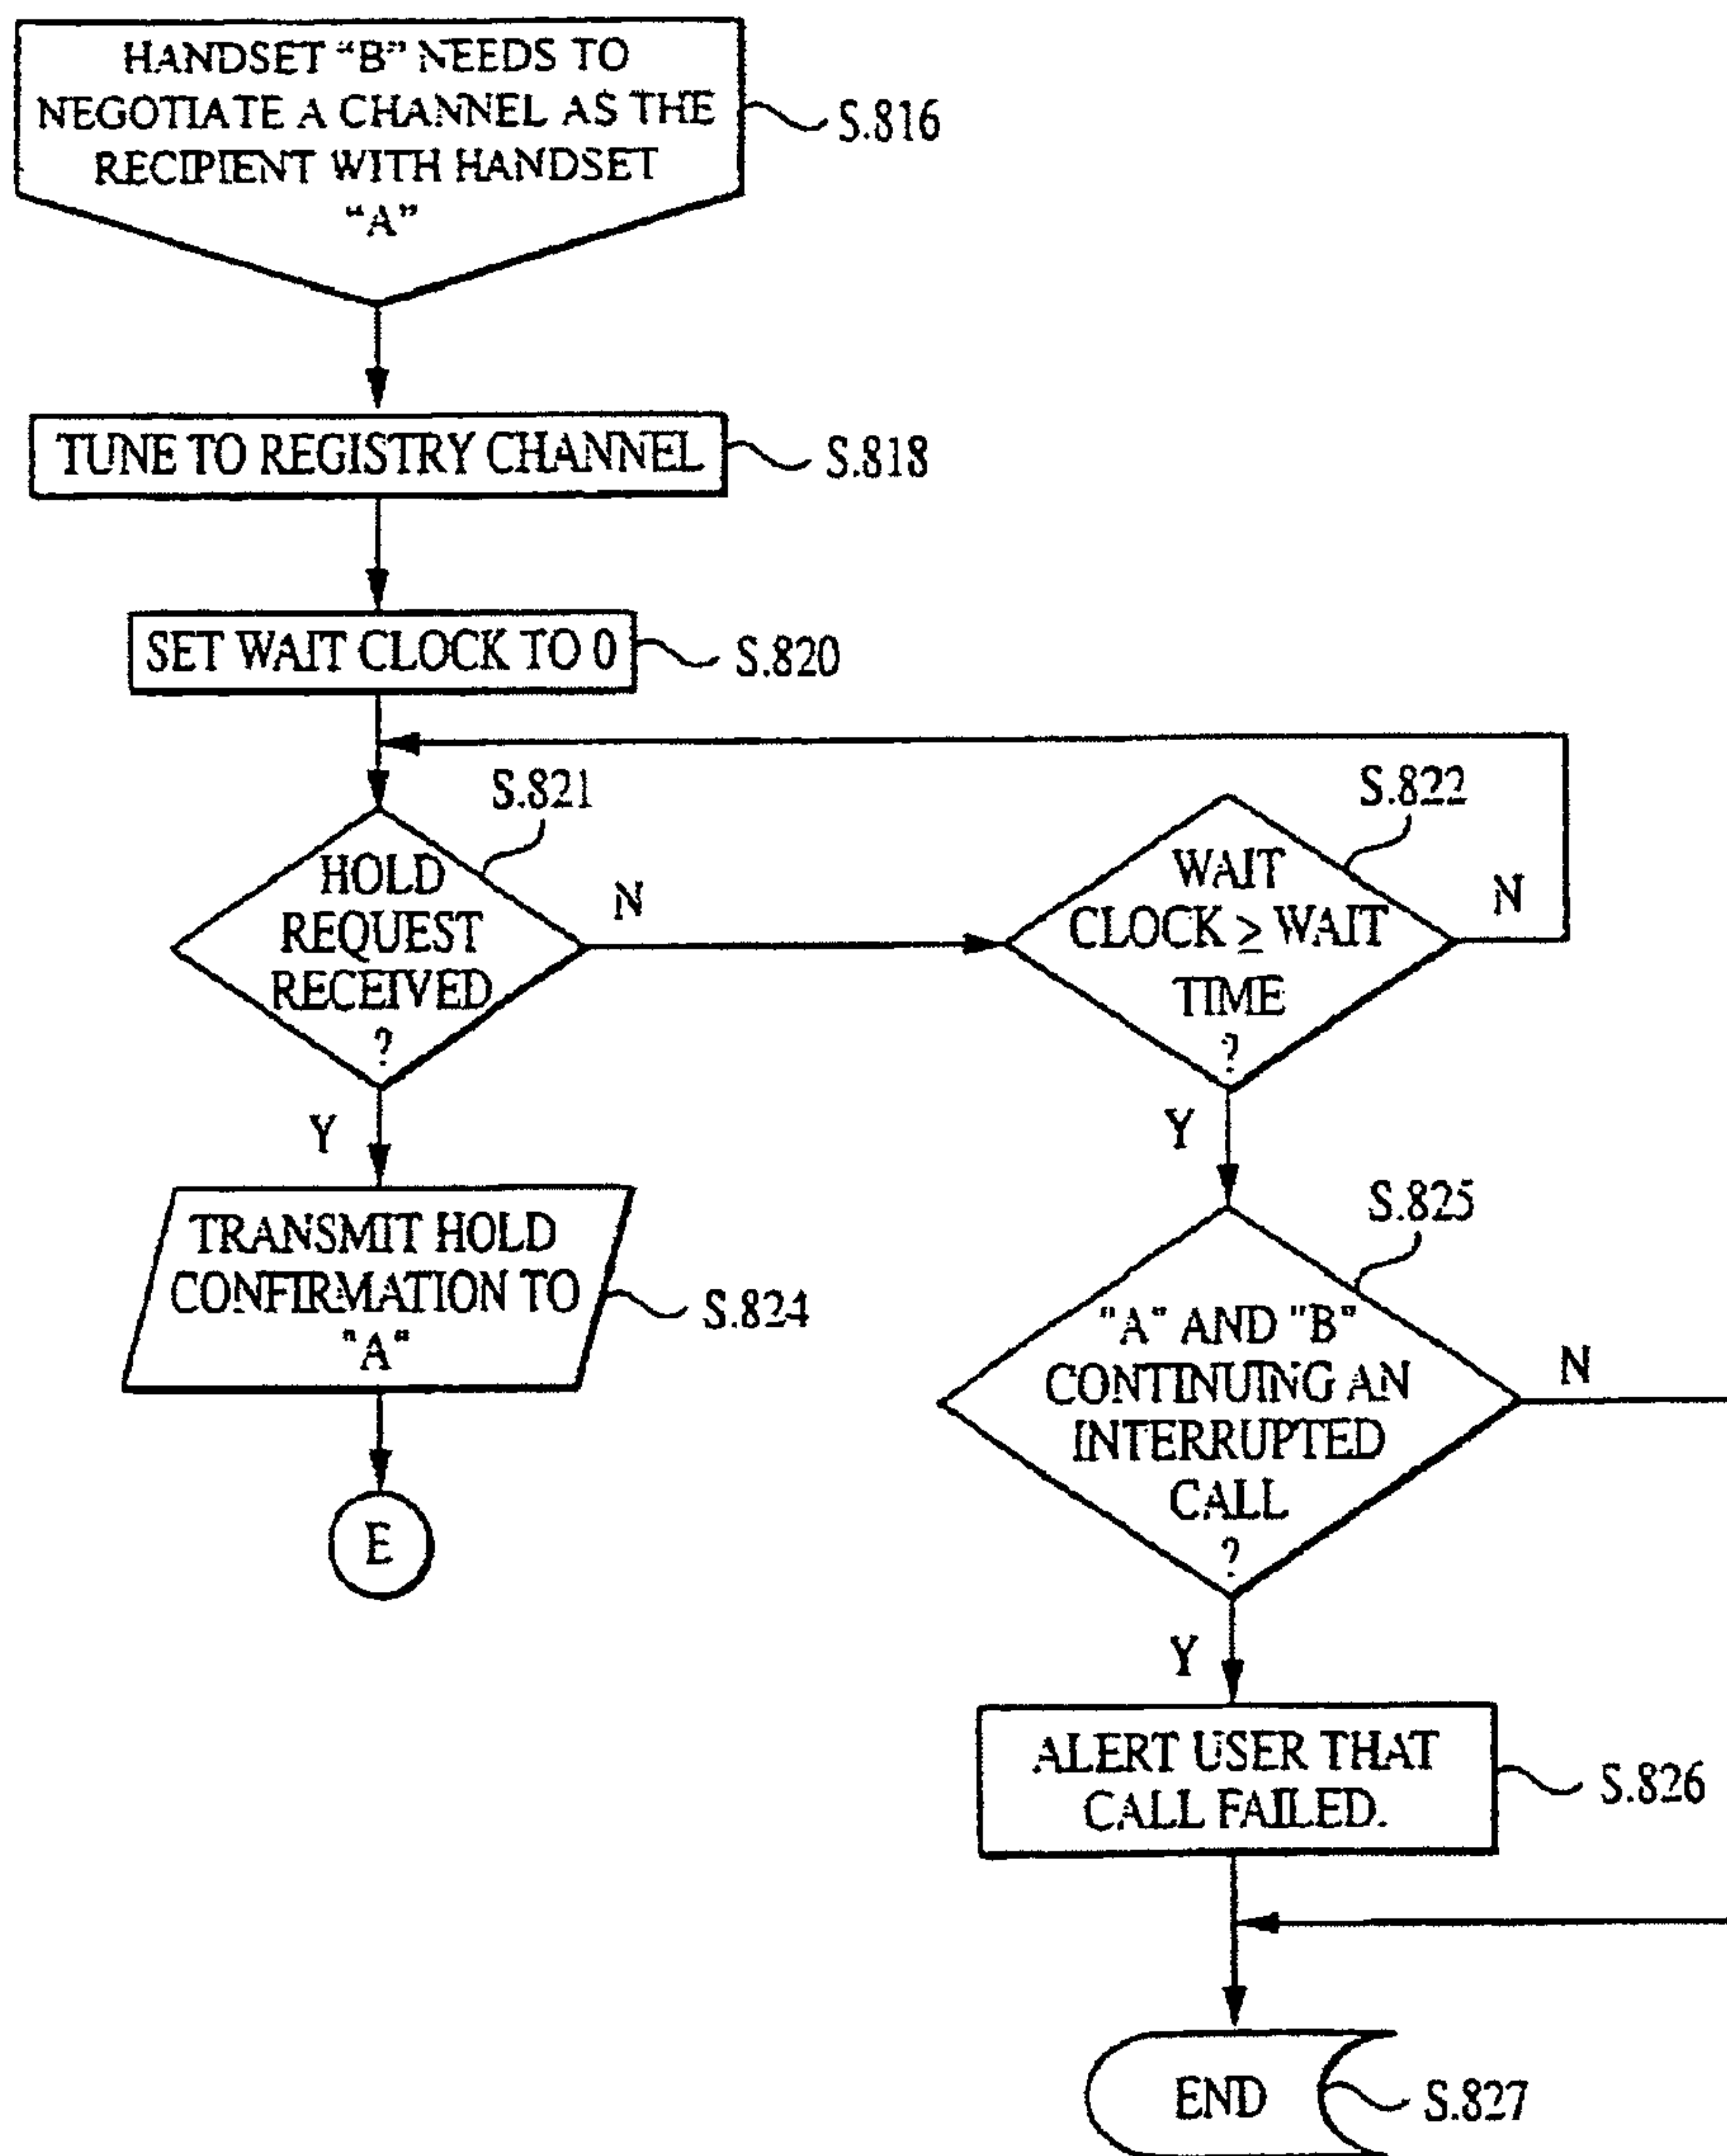 HANDSET “B” NEEDS TO
NEGOTIATE A CHANNEL AS THE
RECIPIENT WITH HANDSET
“A”
S.816
TUNE TO REGISTRY CHANNEL
S.818
SET WAIT CLOCK TO 0
S.820
S.821
HOLD
REQUEST
RECEIVED
?
N
Y
S.822
WAIT
CLOCK ≥ WAIT
TIME
?
N
Y
TRANSMIT HOLD
CONFIRMATION TO
"A"
S.824
E
S.825
"A" AND "B"
CONTINUING AN
INTERRUPTED
CALL
?
N
Y
ALERT USER THAT
CALL FAILED.
S.826
END
S.827